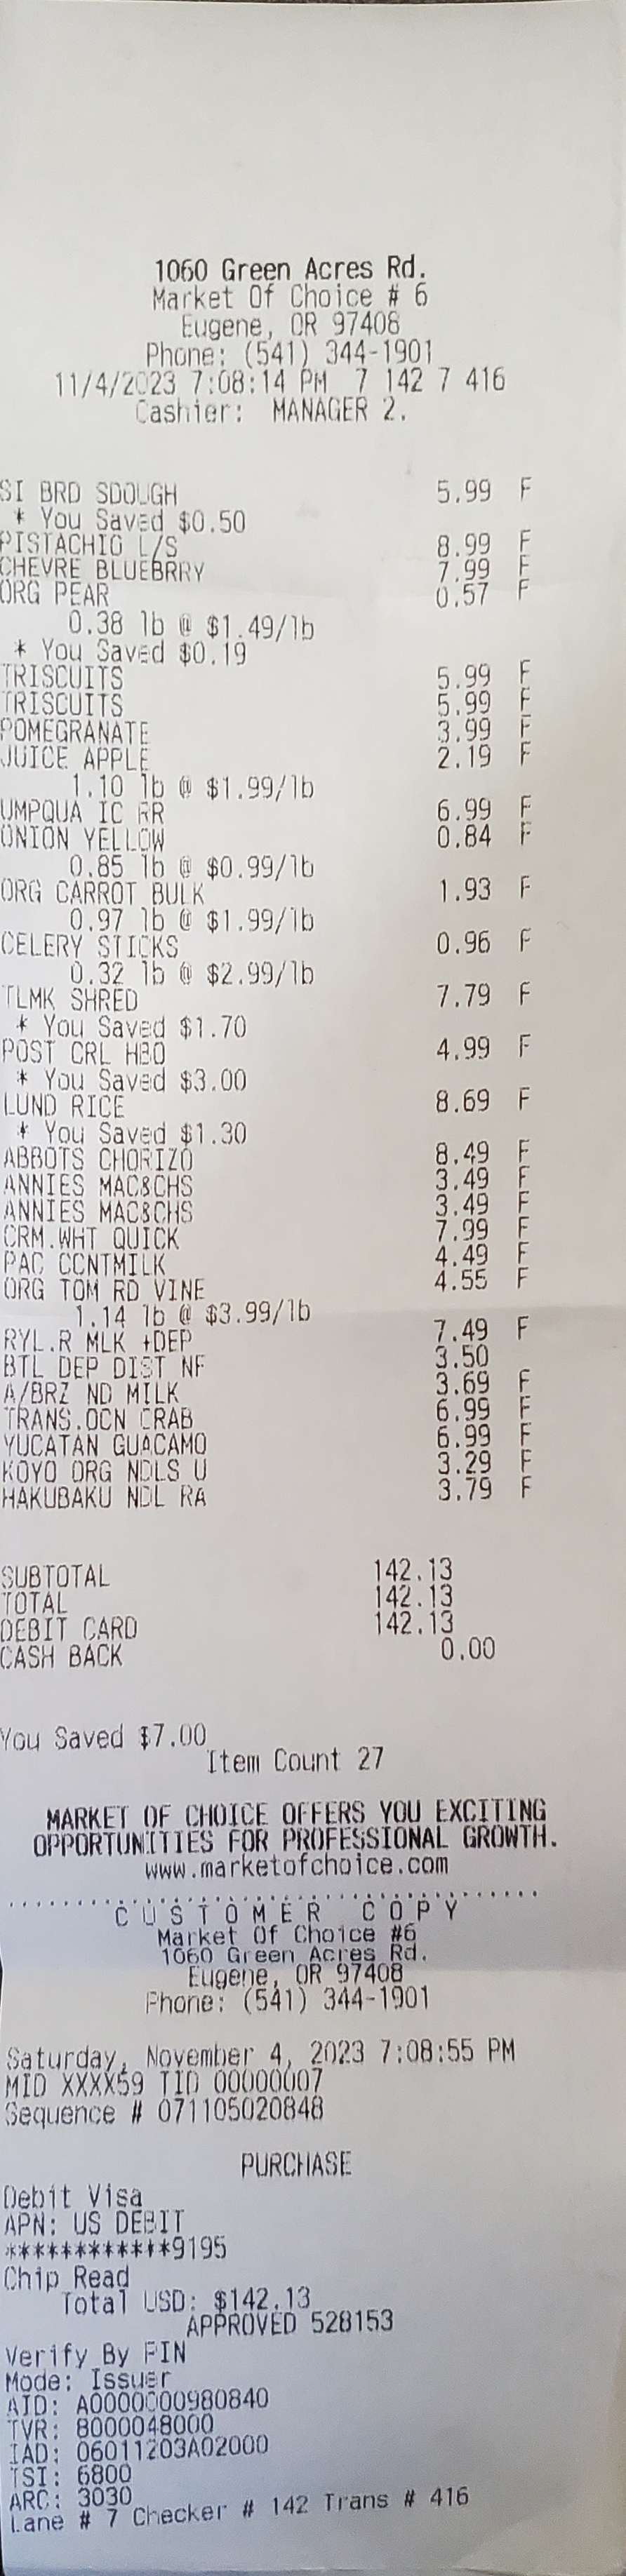 1060 Green Acres Rd.
Market Of Choice # 6
Eugene, OR 97408
Phone: (541) 344-1901
11/4/2023 7:08:14 PM 7 142 7 416
Cashier: MANAGER 2.
SI BRD SDOUGH 5.99 F
* You Saved $0.50
PISTACHIO L/S 8.99 F
CHEVRE BLUEBRRY 7.99 F
ORG PEAR 0.57 F
0.38 lb @ $1.49/lb
* You Saved $0.19
TRISCUITS 5.99 F
TRISCUITS 5.99 F
POMEGRANATE 3.99 F
JUICE APPLE 2.19 F
1.10 lb @ $1.99/lb
UMPQUA IC RR 6.99 F
ONION YELLOW 0.84 F
0.85 lb @ $0.99/lb
ORG CARROT BULK 1.93 F
0.97 lb @ $1.99/lb
CELERY STICKS 0.96 F
0.32 lb @ $2.99/lb
TLMK SHRED 7.79 F
* You Saved $1.70
POST CRL HBO 4.99 F
* You Saved $3.00
LUND RICE 8.69 F
* You Saved $1.30
ABBOTS CHORIZO 8.49 F
ANNIES MAC&CHS 3.49 F
ANNIES MAC&CHS 3.49 F
CRM.WHT QUICK 7.99 F
PAC CCNTMILK 4.49 F
ORG TOM RD VINE 4.55 F
1.14 lb @ $3.99/lb
RYL.R MLK +DEP 7.49 F
BTL DEP DIST NF 3.50
A/BRZ ND MILK 3.69 F
TRANS.OCN CRAB 6.99 F
YUCATAN GUACAMO 6.99 F
KOYO ORG NDLS U 3.29 F
HAKUBAKU NDL RA 3.79 F
SUBTOTAL 142.13
TOTAL 142.13
DEBIT CARD 142.13
CASH BACK 0.00
You Saved $7.00
Item Count 27
MARKET OF CHOICE OFFERS YOU EXCITING
OPPORTUNITIES FOR PROFESSIONAL GROWTH.
www.marketofchoice.com
CUSTOMER COPY
Market Of Choice #6
1060 Green Acres Rd.
Eugene, OR 97408
Phone: (541) 344-1901
Saturday, November 4, 2023 7:08:55 PM
MID XXXX59 TID 00000007
Sequence # 071105020848
PURCHASE
Debit Visa
APN: US DEBIT
************9195
Chip Read
Total USD: $142.13
APPROVED 528153
Verify By PIN
Mode: Issuer
AID: A0000000980840
TVR: 8000048000
IAD: 06011203A02000
TSI: 6800
ARC: 3030
Lane # 7 Checker # 142 Trans # 416